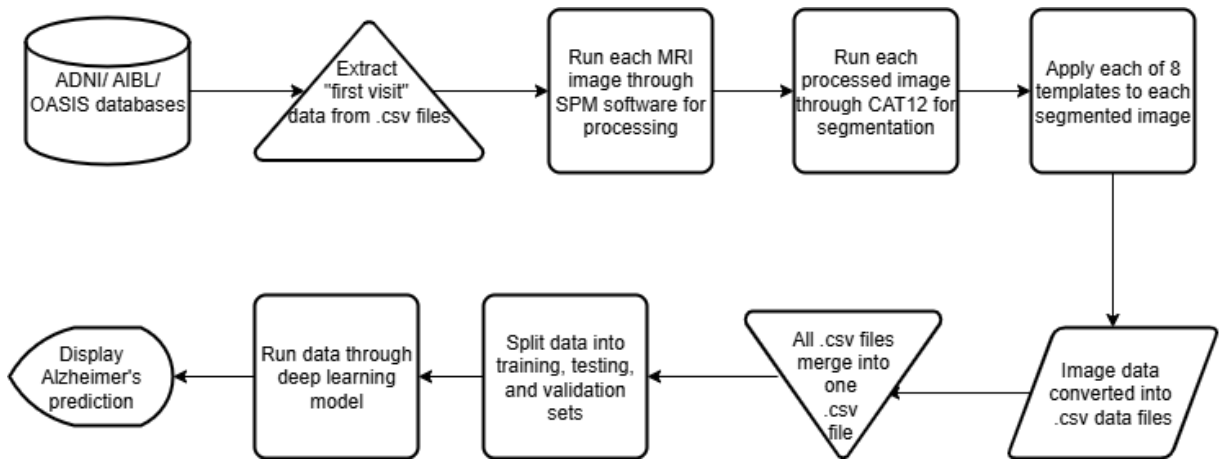 ADNI/ AIBL/
OASIS databases
Extract
"first visit"
data from .csv files
Run each MRI
image through
SPM software for
processing
Run each
processed image
through CAT12 for
segmentation
Apply each of 8
templates to each
segmented image
Image data
converted into
.csv data files
All .csv files
merge into
one
.csv
file
Split data into
training, testing,
and validation
sets
Run data through
deep learning
model
Display
Alzheimer's
prediction